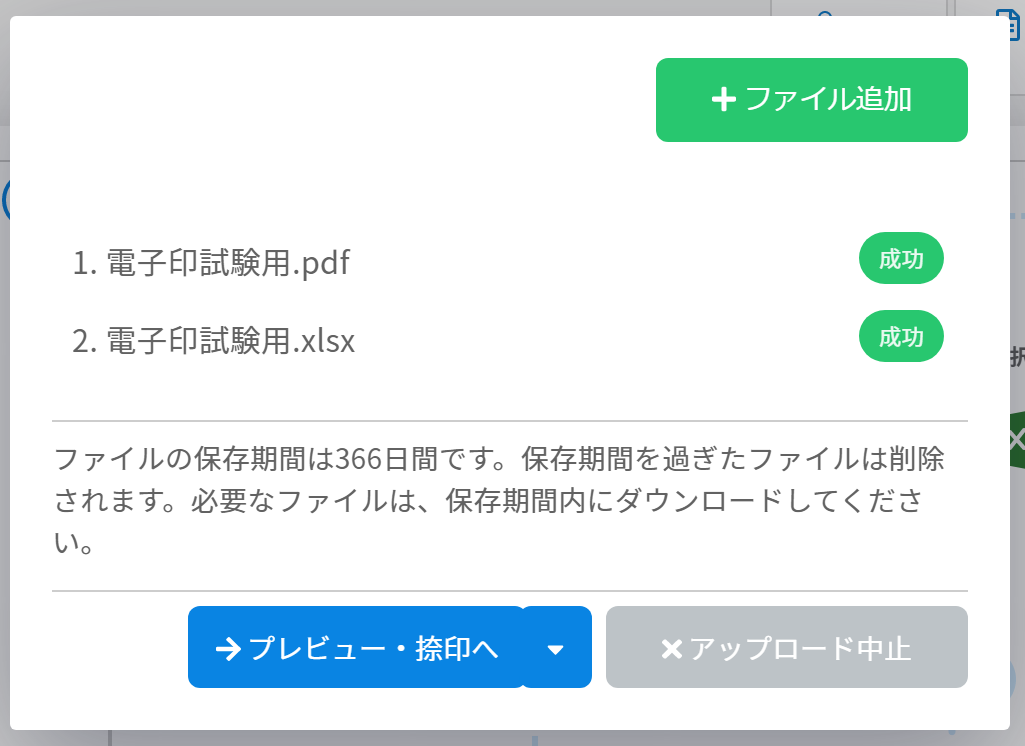 ファイル追加
1. 電子印試験用.pdf
成功
2. 電子印試験用.xlsx
成功
択
ファイルの保存期間は366日間です。保存期間を過ぎたファイルは削除
されます。必要なファイルは、保存期間内にダウンロードしてくださ
い。
プレビュー・捺印へ
アップロード中止